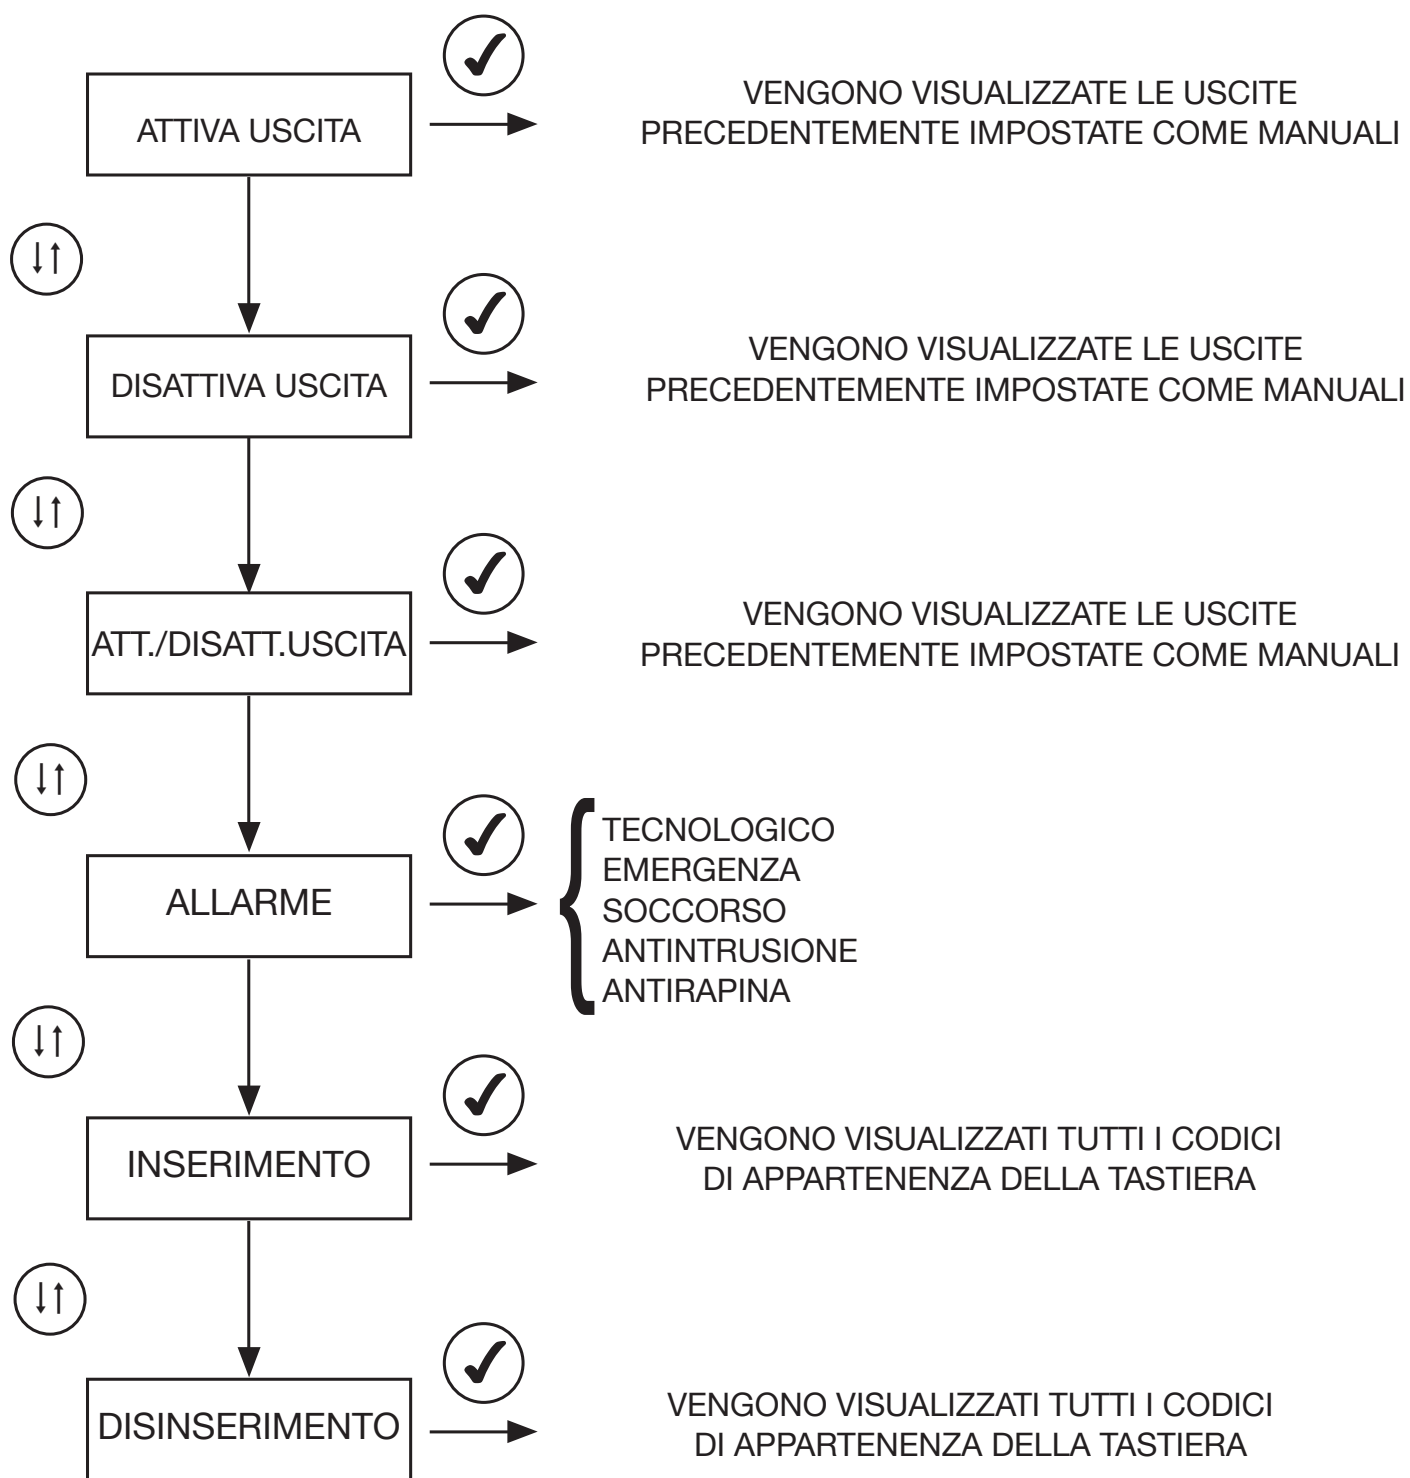 ATTIVA USCITA
VENGONO VISUALIZZATE LE USCITE
PRECEDENTEMENTE IMPOSTATE COME MANUALI
DISATTIVA USCITA
VENGONO VISUALIZZATE LE USCITE
PRECEDENTEMENTE IMPOSTATE COME MANUALI
ATT./DISATT.USCITA
VENGONO VISUALIZZATE LE USCITE
PRECEDENTEMENTE IMPOSTATE COME MANUALI
ALLARME
TECNOLOGICO
EMERGENZA
SOCCORSO
ANTINTRUSIONE
ANTIRAPINA
INSERIMENTO
VENGONO VISUALIZZATI TUTTI I CODICI
DI APPARTENENZA DELLA TASTIERA
DISINSERIMENTO
VENGONO VISUALIZZATI TUTTI I CODICI
DI APPARTENENZA DELLA TASTIERA